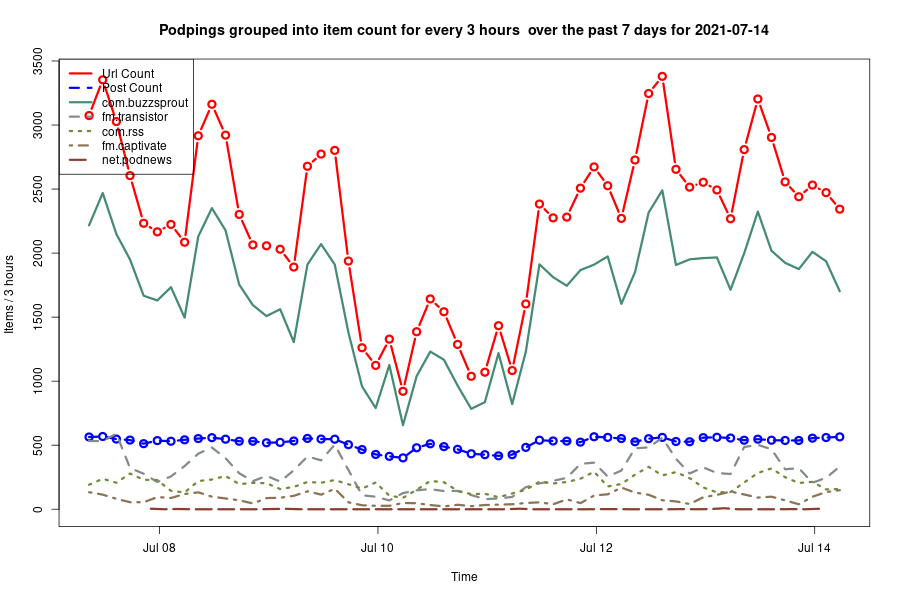 Podpings grouped into item count for every 3 hours  over the past 7 days for 2021-07-14
Items / 3 hours
3500
3000
2500
2000
1500
1000
500
0
Url Count
Post Count
com.buzzsprout
fm.transistor
com.rss
fm.captivate
net.podnews
Jul 08
Jul 10
Jul 12
Jul 14
Time